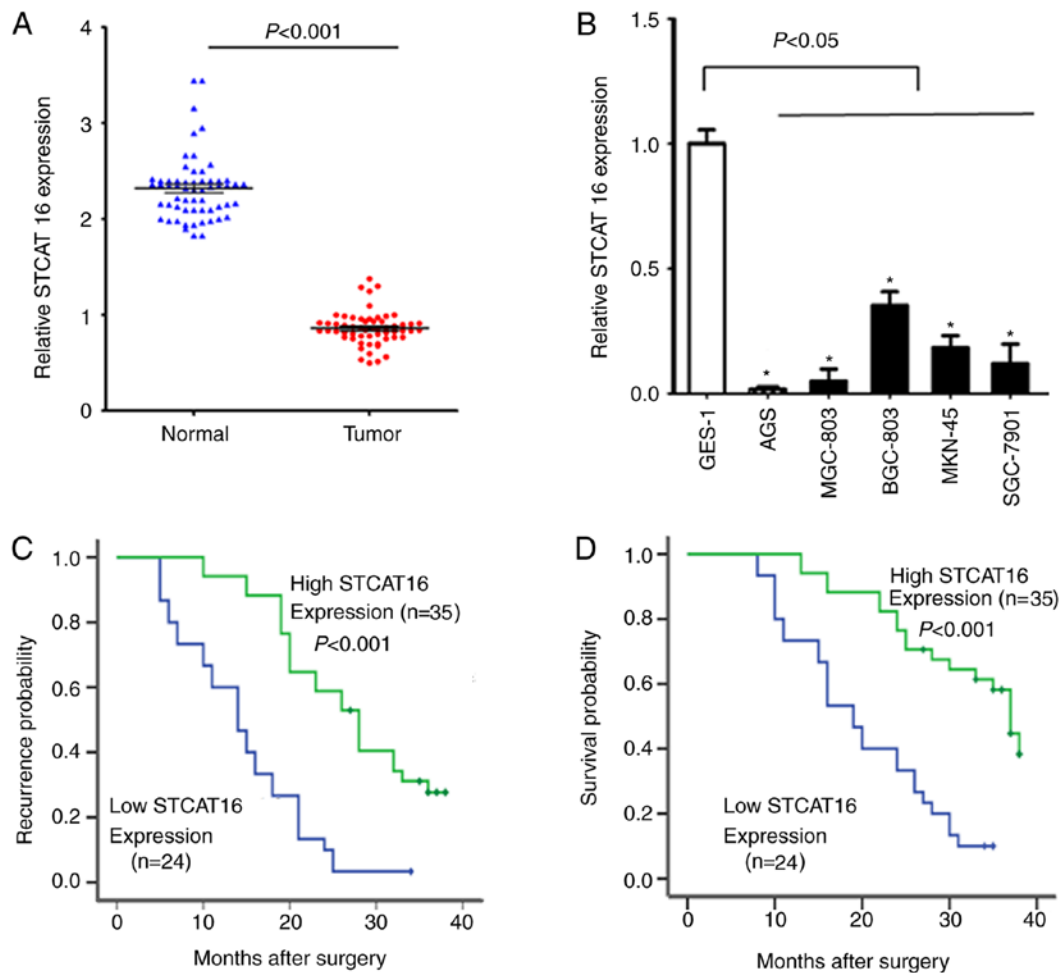 A
P<0.001
Relative STCAT 16 expression
4
3
2
1
0
Normal
Tumor
B
P<0.05
Relative STCAT 16 expression
1.5
1.0
0.5
0.0
*
*
*
*
*
GES-1
AGS
MGC-803
BGC-803
MKN-45
SGC-7901
C
Recurrence probability
1.0
0.8
0.6
0.4
0.2
0.0
High STCAT16
Expression (n=35)
P<0.001
Low STCAT16
Expression
(n=24)
0
10
20
30
40
Months after surgery
D
Survival probability
1.0
0.8
0.6
0.4
0.2
0.0
High STCAT16
Expression (n=35)
P<0.001
Low STCAT16
Expression
(n=24)
0
10
20
30
40
Months after surgery